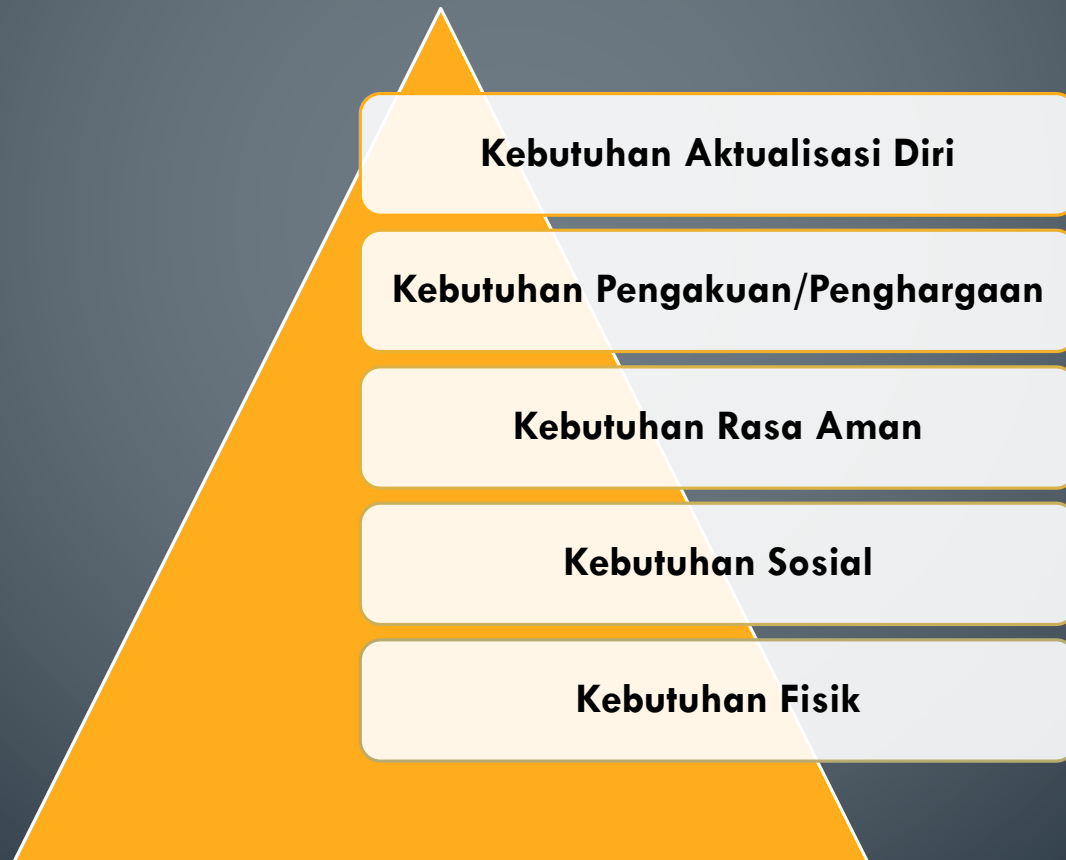 Kebutuhan Aktualisasi Diri
Kebutuhan Pengakuan/Penghargaan
Kebutuhan Rasa Aman
Kebutuhan Sosial
Kebutuhan Fisik